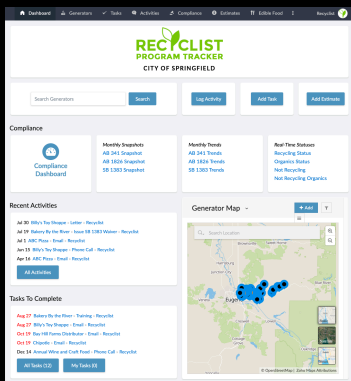 Dashboard Generators Tasks Activities Compliance Estimates Edible Food Recyclist
RECYCLIST
PROGRAM TRACKER
CITY OF SPRINGFIELD
Search Generators Search Log Activity Add Task Add Estimate
Compliance
Compliance Dashboard
Monthly Snapshots
AB 341 Snapshot
AB 1826 Snapshot
SB 1383 Snapshot
Monthly Trends
AB 341 Trends
AB 1826 Trends
SB 1383 Trends
Real-Time Statuses
Recycling Status
Organics Status
Not Recycling
Not Recycling Organics
Recent Activities
Jul 30 Billy's Toy Shoppe - Letter - Recyclist
Jul 19 Bakery By the River - Issue SB 1383 Waiver - Recyclist
Jul 1 ABC Pizza - Email - Recyclist
Jun 15 Billy's Toy Shoppe - Phone Call - Recyclist
Apr 16 ABC Pizza - Email - Recyclist
All Activities
Tasks To Complete
Aug 27 Bakery By the River - Training - Recyclist
Aug 27 Billy's Toy Shoppe - Email - Recyclist
Oct 19 Bay Hill Farms Distributor - Email - Recyclist
Oct 19 Chipotle - Email - Recyclist
Dec 14 Annual Wine and Craft Food - Phone Call - Recyclist
All Tasks (12) My Tasks (0)
Generator Map + Add
Search Location
Harrisburg
Junction City
Euge
© OpenStreetMap | Zoho Maps Attributions